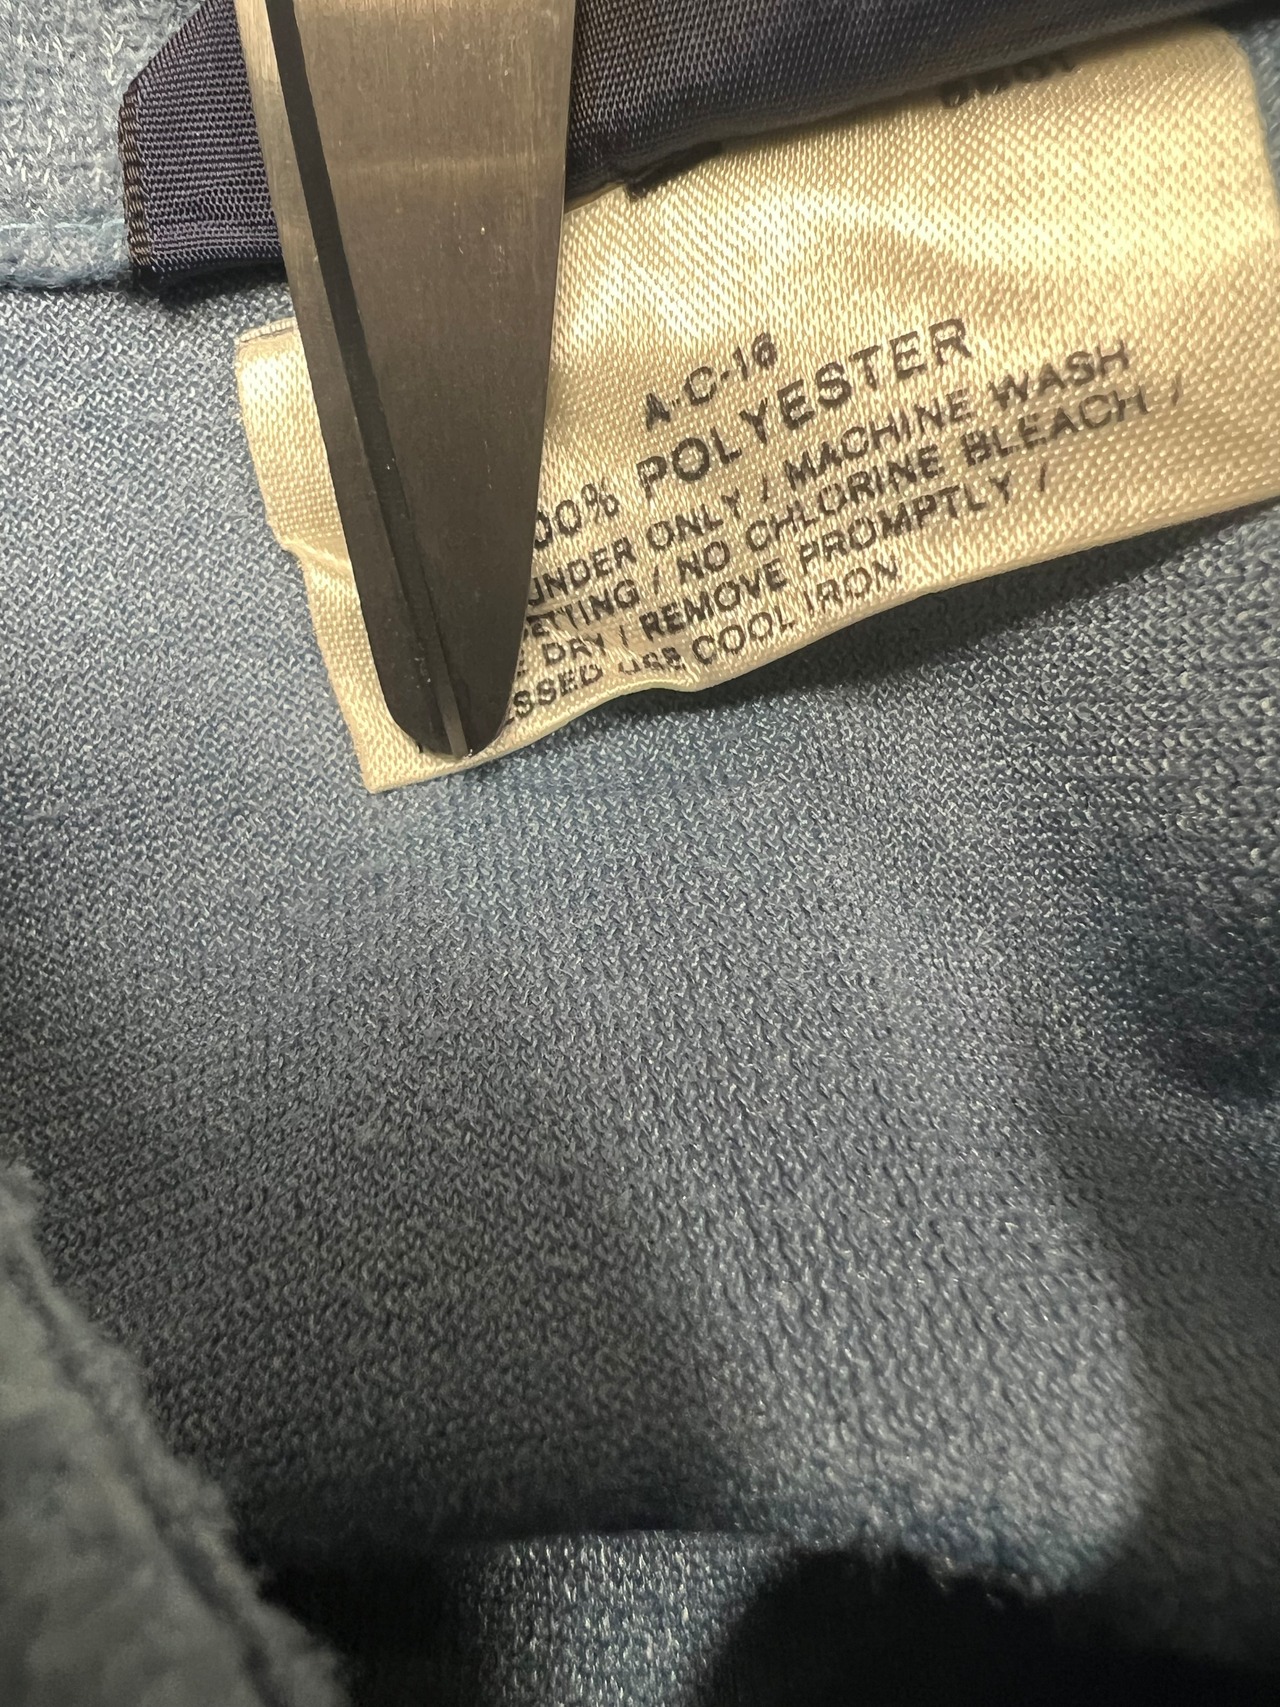 A-C-16
00% POLYESTER
UNDER ONLY / MACHINE WASH
ETTING / NO CHLORINE BLEACH /
E DRY / REMOVE PROMPTLY /
ESSED USE COOL IRON